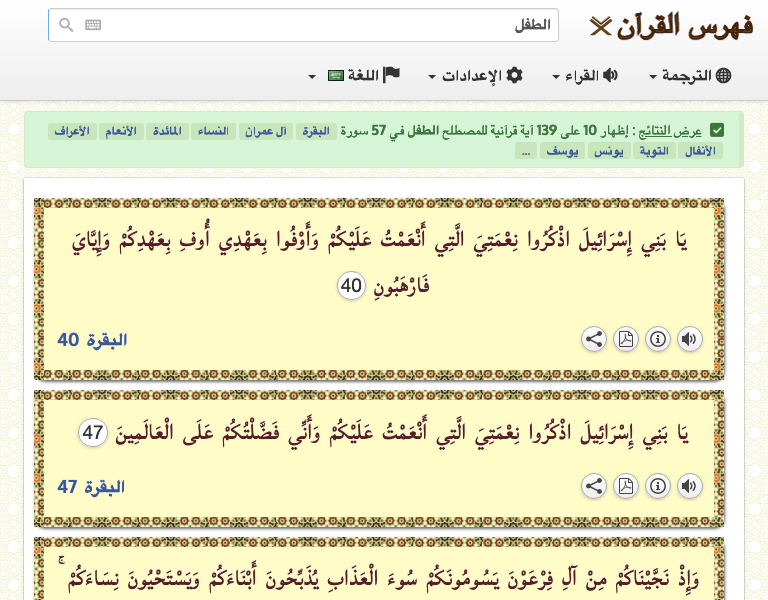 فهرس القرآن
الطفل
الترجمة القراء الإعدادات اللغة
عرض النتائج : إظهار 10 على 139 آية قرآنية للمصطلح الطفل في 57 سورة البقرة آل عمران النساء المائدة الأنعام الأعراف
الأنفال التوبة يونس يوسف ...
يَا بَنِي إِسْرَائِيلَ اذْكُرُوا نِعْمَتِيَ الَّتِي أَنْعَمْتُ عَلَيْكُمْ وَأَوْفُوا بِعَهْدِي أُوفِ بِعَهْدِكُمْ وَإِيَّايَ
فَارْهَبُونِ 40
البقرة 40
يَا بَنِي إِسْرَائِيلَ اذْكُرُوا نِعْمَتِيَ الَّتِي أَنْعَمْتُ عَلَيْكُمْ وَأَنِّي فَضَّلْتُكُمْ عَلَى الْعَالَمِينَ 47
البقرة 47
وَإِذْ نَجَّيْنَاكُمْ مِنْ آلِ فِرْعَوْنَ يَسُومُونَكُمْ سُوءَ الْعَذَابِ يُذَبِّحُونَ أَبْنَاءَكُمْ وَيَسْتَحْيُونَ نِسَاءَكُمْ ۚ